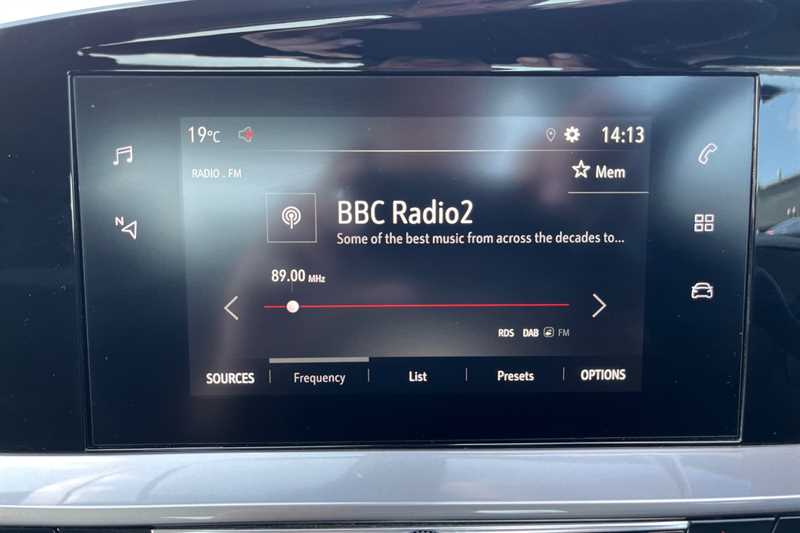 19°C 14:13
RADIO . FM
Mem
N
BBC Radio2
Some of the best music from across the decades to...
89.00 MHz
RDS DAB FM
SOURCES Frequency List Presets OPTIONS